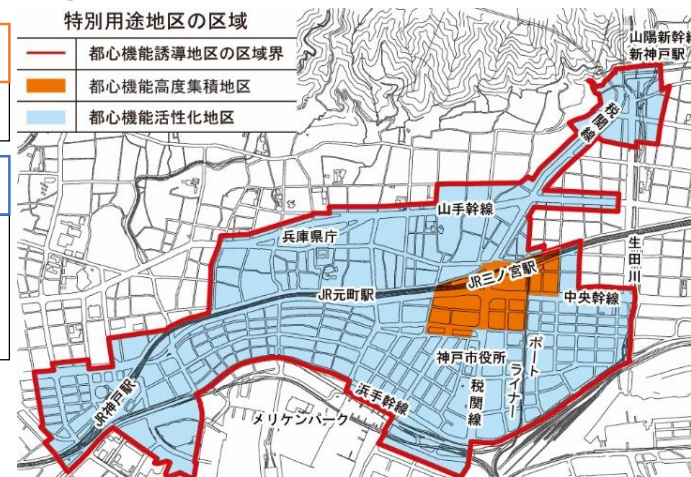 特別用途地区の区域
都心機能誘導地区の区域界
都心機能高度集積地区
都心機能活性化地区
山陽新幹線
新神戸駅
税関線
山手幹線
兵庫県庁
生田川
JR三ノ宮駅
JR元町駅
中央幹線
神戸市役所
ポートライナー
税関線
浜手幹線
メリケンパーク
JR神戸駅